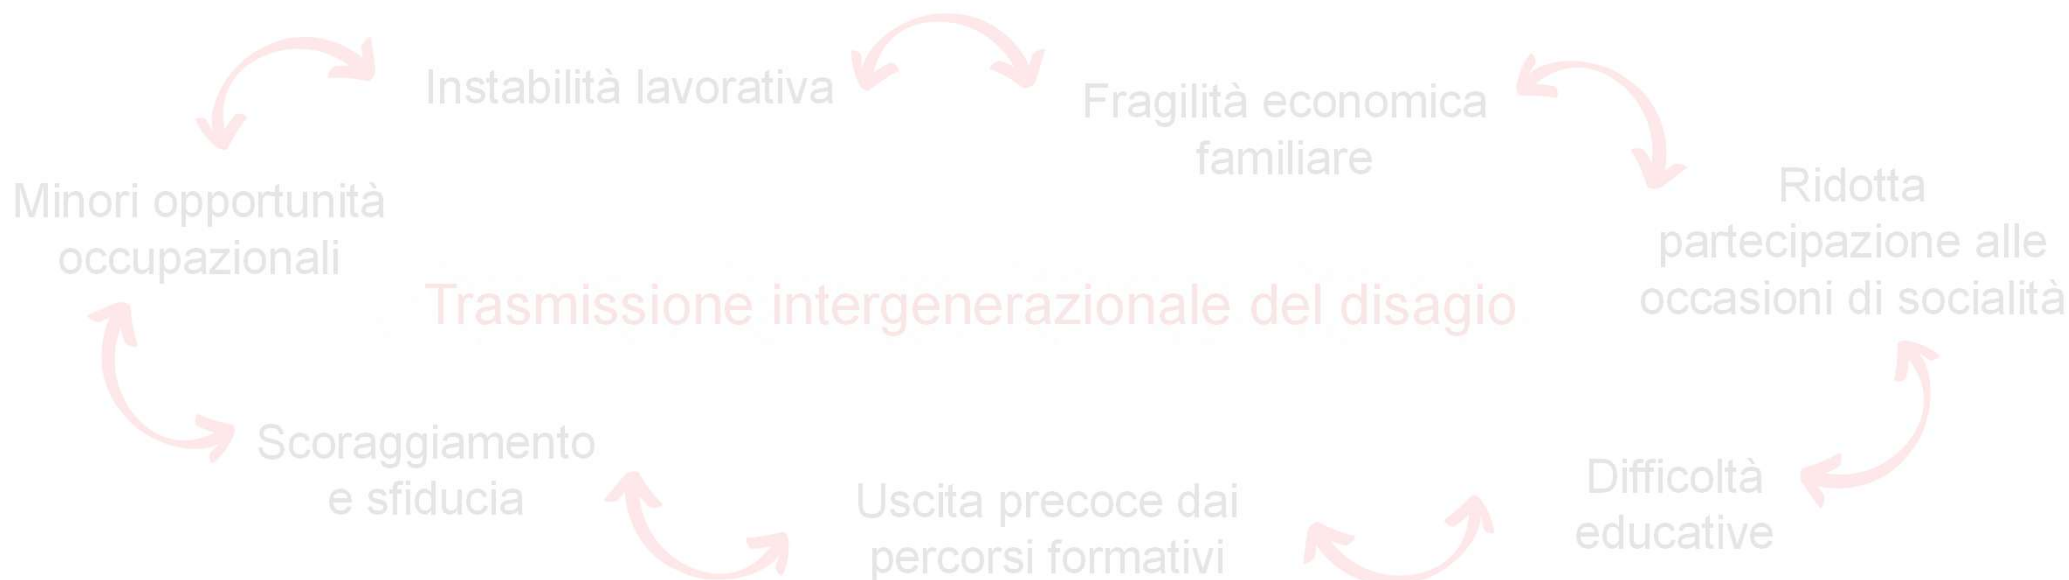 Instabilità lavorativa
Fragilità economica
familiare
Ridotta
partecipazione alle
occasioni di socialità
Minori opportunità
occupazionali
Trasmissione intergenerazionale del disagio
Scoraggiamento
e sfiducia
Uscita precoce dai
percorsi formativi
Difficoltà
educative